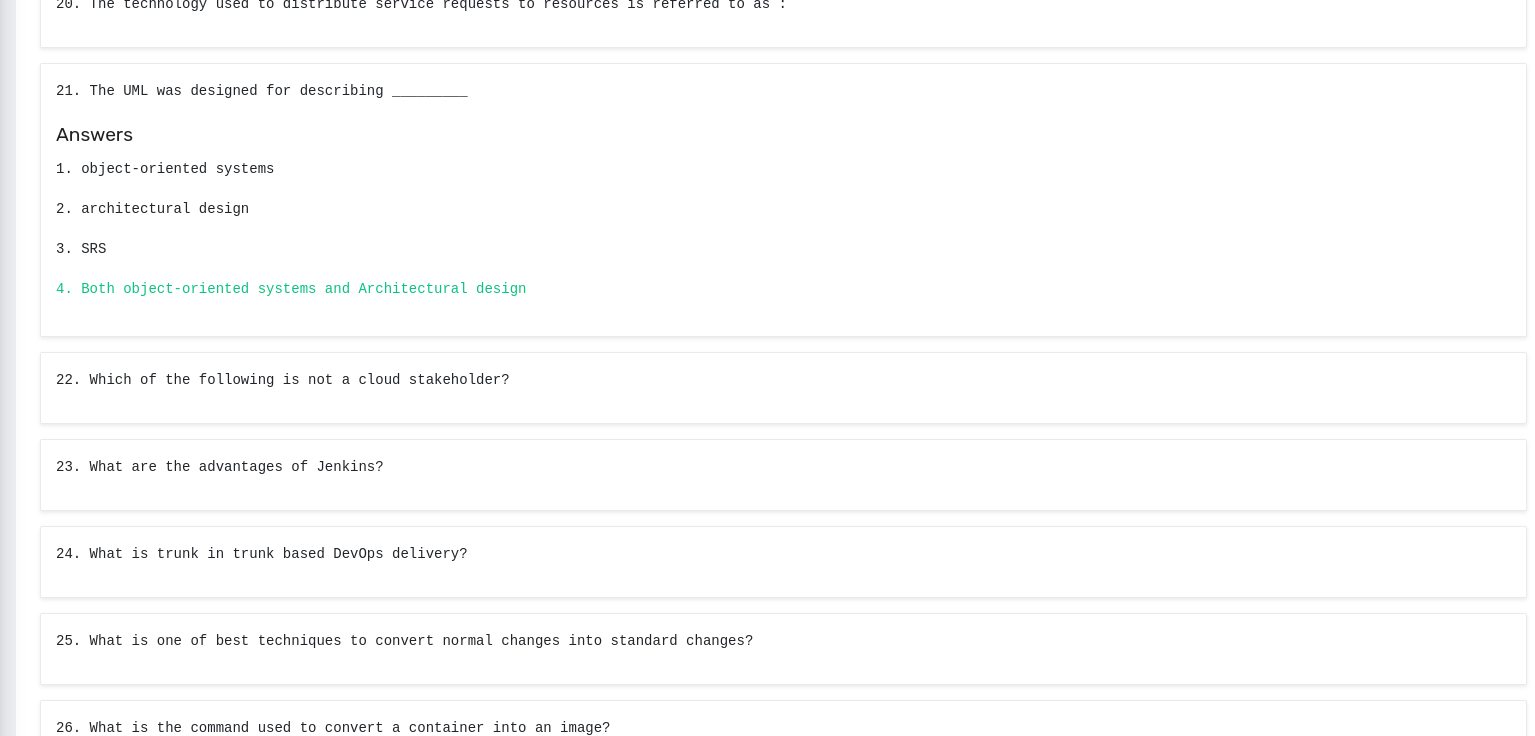 20. The technology used to distribute service requests to resources is referred to as :
21. The UML was designed for describing _________
Answers
1. object-oriented systems
2. architectural design
3. SRS
4. Both object-oriented systems and Architectural design
22. Which of the following is not a cloud stakeholder?
23. What are the advantages of Jenkins?
24. What is trunk in trunk based DevOps delivery?
25. What is one of best techniques to convert normal changes into standard changes?
26. What is the command used to convert a container into an image?